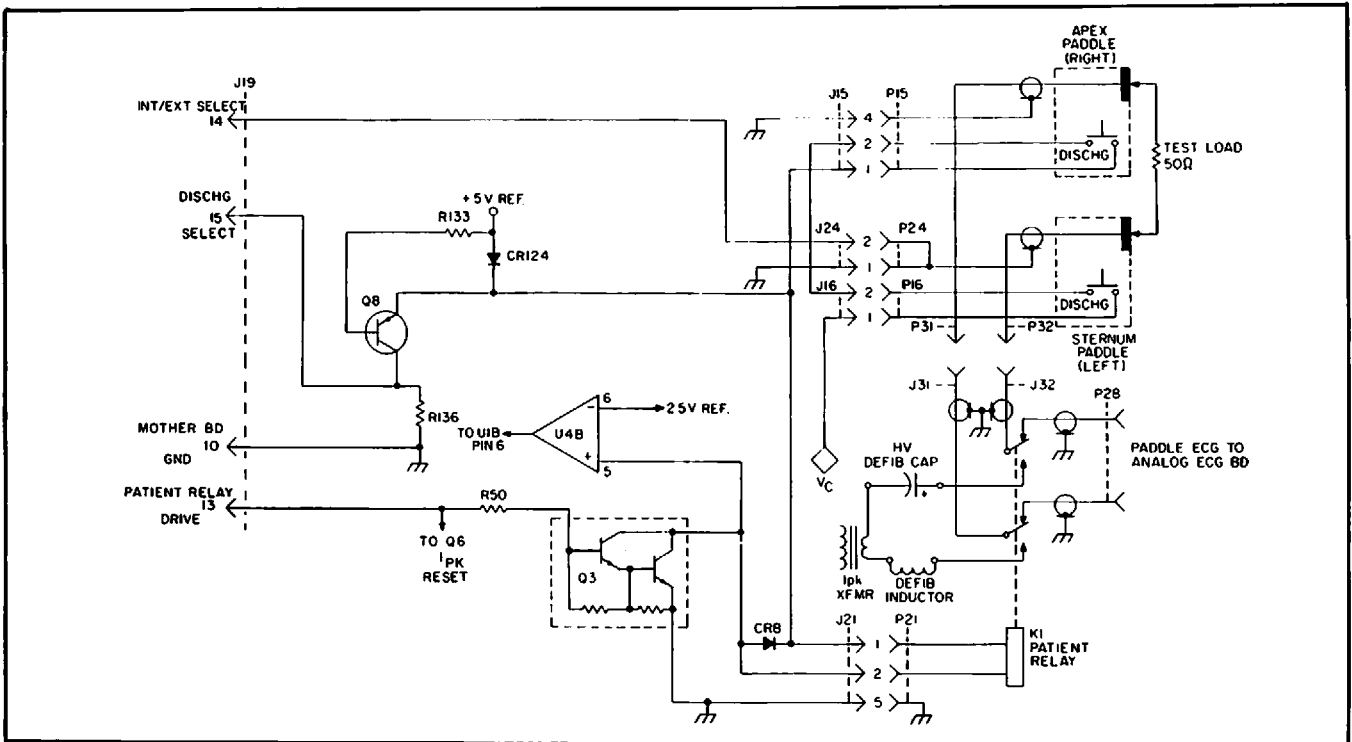 APEX
PADDLE
(RIGHT)
J19
INT/EXT SELECT
14
J15
P15
4
2
1
DISCHG
TEST LOAD
50Ω
DISCHG
15
SELECT
+5V REF.
R133
CR124
J24
P24
2
1
J16
P16
2
1
DISCHG
Q8
P31
P32
STERNUM
PADDLE
(LEFT)
J31
J32
P28
R136
6
−
2.5V REF.
TO U1B
PIN 6
U4B
+
5
MOTHER BD
10
GND
HV
DEFIB CAP
+
VC
PADDLE ECG TO
ANALOG ECG BD
PATIENT RELAY
13
DRIVE
R50
TO Q6
IPK
RESET
Q3
Ipk
XFMR
DEFIB
INDUCTOR
CR8
J21
P21
1
2
5
K1
PATIENT
RELAY